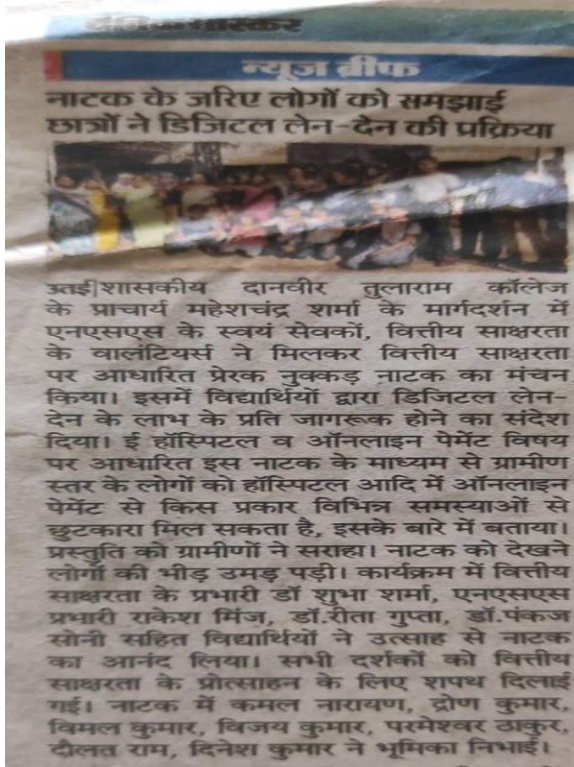 दैनिक भास्कर
न्यूज ब्रीफ
नाटक के जरिए लोगों को समझाई
छात्रों ने डिजिटल लेन-देन की प्रक्रिया
उतई|शासकीय दानवीर तुलाराम कॉलेज
के प्राचार्य महेशचंद्र शर्मा के मार्गदर्शन में
एनएसएस के स्वयं सेवकों, वित्तीय साक्षरता
के वालंटियर्स ने मिलकर वित्तीय साक्षरता
पर आधारित प्रेरक नुक्कड़ नाटक का मंचन
किया। इसमें विद्यार्थियों द्वारा डिजिटल लेन-
देन के लाभ के प्रति जागरूक होने का संदेश
दिया। ई हॉस्पिटल व ऑनलाइन पेमेंट विषय
पर आधारित इस नाटक के माध्यम से ग्रामीण
स्तर के लोगों को हॉस्पिटल आदि में ऑनलाइन
पेमेंट से किस प्रकार विभिन्न समस्याओं से
छुटकारा मिल सकता है, इसके बारे में बताया।
प्रस्तुति को ग्रामीणों ने सराहा। नाटक को देखने
लोगों की भीड़ उमड़ पड़ी। कार्यक्रम में वित्तीय
साक्षरता के प्रभारी डॉ शुभा शर्मा, एनएसएस
प्रभारी राकेश मिंज, डॉ.रीता गुप्ता, डॉ.पंकज
सोनी सहित विद्यार्थियों ने उत्साह से नाटक
का आनंद लिया। सभी दर्शकों को वित्तीय
साक्षरता के प्रोत्साहन के लिए शपथ दिलाई
गई। नाटक में कमल नारायण, द्रोण कुमार,
विमल कुमार, विजय कुमार, परमेश्वर ठाकुर,
दौलत राम, दिनेश कुमार ने भूमिका निभाई।